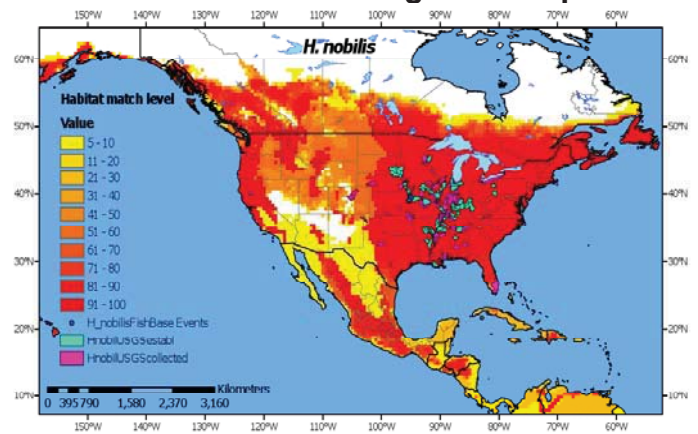 150°W 140°W 130°W 120°W 110°W 100°W 90°W 80°W 70°W 60°W
H. nobilis
60°N 60°N
Habitat match level
Value
50°N 50°N
5 - 10
11 - 20
21 - 30
31 - 40
40°N 40°N
41 - 50
51 - 60
61 - 70
71 - 80
30°N 30°N
81 - 90
91 - 100
H_nobilisFishBase Events
20°N 20°N
HnobilUSGSestabl
HnobilUSGScollected
Kilometers
10°N 10°N
0 395 790 1,580 2,370 3,160
150°W 140°W 130°W 120°W 110°W 100°W 90°W 80°W 70°W 60°W